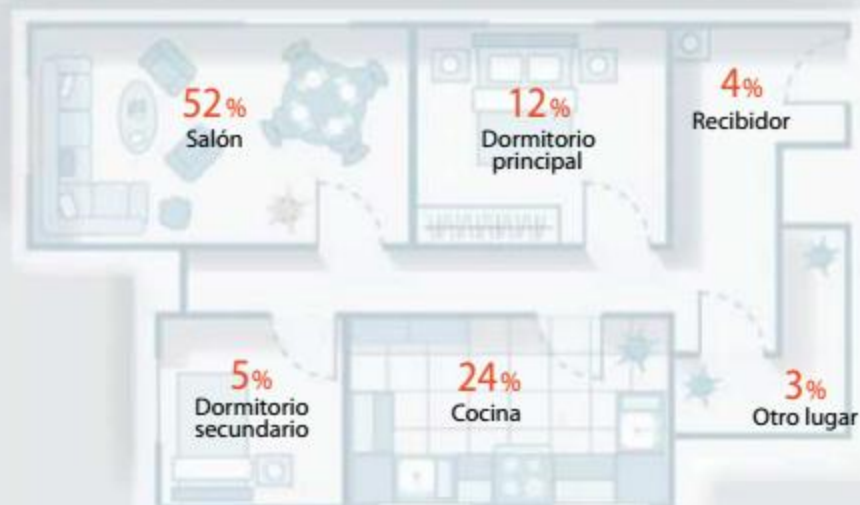 52%
Salón
12%
Dormitorio
principal
4%
Recibidor
5%
Dormitorio
secundario
24%
Cocina
3%
Otro lugar